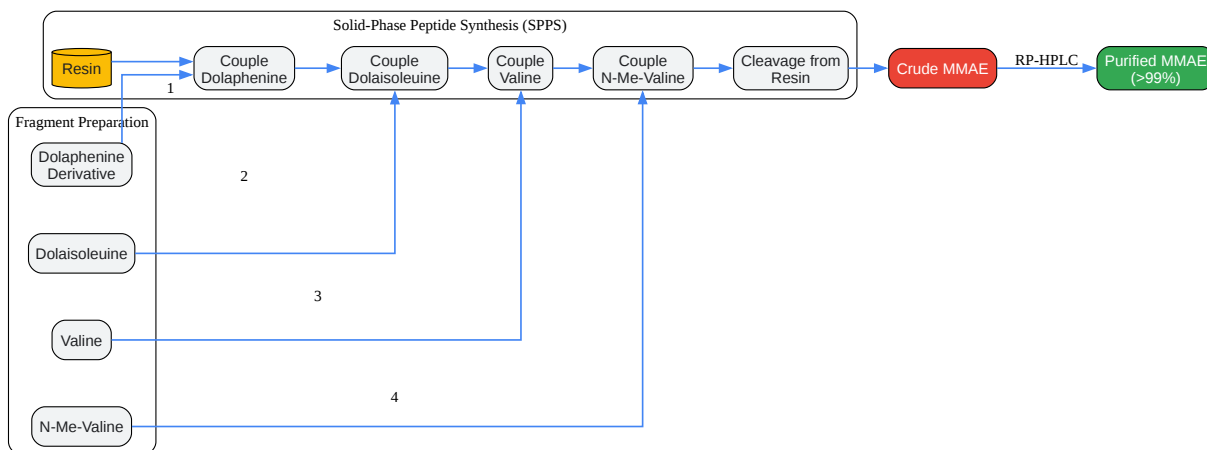 Solid-Phase Peptide Synthesis (SPPS)
Resin
Couple
Dolaphenine
Couple
Dolaisoleuine
Couple
Valine
Couple
N-Me-Valine
Cleavage from
Resin
Crude MMAE
RP-HPLC
Purified MMAE
(>99%)
1
Fragment Preparation
Dolaphenine
Derivative
2
Dolaisoleuine
3
Valine
4
N-Me-Valine